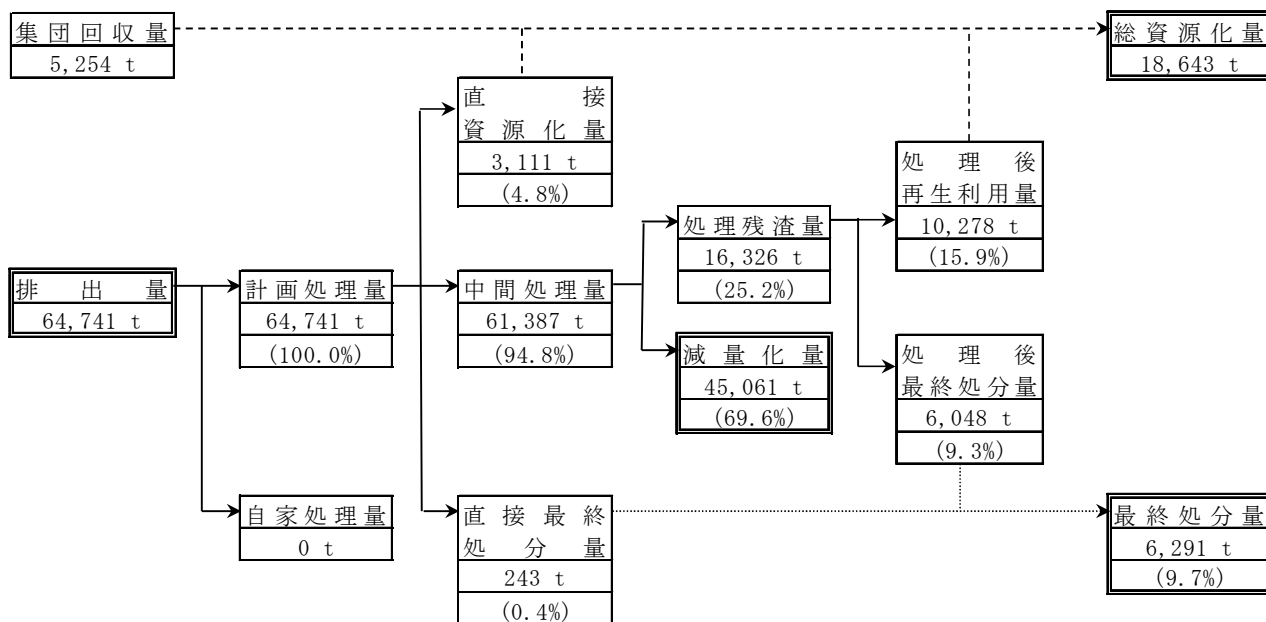 集団回収量
5,254 t
総資源化量
18,643 t
直接
資源化量
3,111 t
(4.8%)
処理後
再生利用量
10,278 t
(15.9%)
処理残渣量
16,326 t
(25.2%)
排出量
64,741 t
計画処理量
64,741 t
(100.0%)
中間処理量
61,387 t
(94.8%)
減量化量
45,061 t
(69.6%)
処理後
最終処分量
6,048 t
(9.3%)
自家処理量
0 t
直接最終
処分量
243 t
(0.4%)
最終処分量
6,291 t
(9.7%)